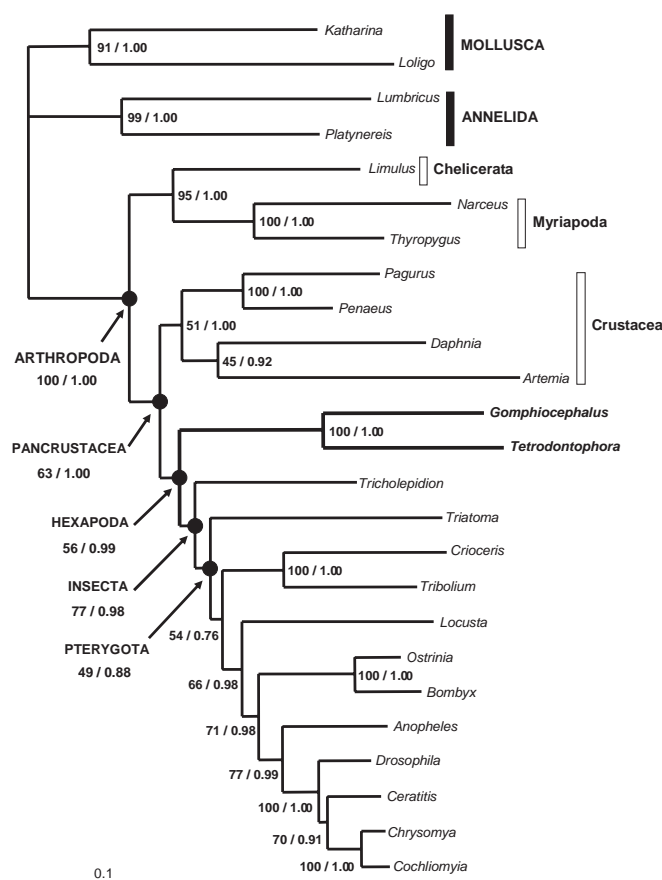 Katharina
91 / 1.00
MOLLUSCA
Loligo
Lumbricus
99 / 1.00
ANNELIDA
Platynereis
Limulus
Chelicerata
95 / 1.00
Narceus
100 / 1.00
Myriapoda
Thyropygus
Pagurus
100 / 1.00
Penaeus
51 / 1.00
Crustacea
Daphnia
45 / 0.92
Artemia
ARTHROPODA
100 / 1.00
Gomphiocephalus
100 / 1.00
Tetrodontophora
PANCRUSTACEA
63 / 1.00
Tricholepidion
HEXAPODA
56 / 0.99
Triatoma
Crioceris
100 / 1.00
Tribolium
INSECTA
77 / 0.98
Locusta
54 / 0.76
PTERYGOTA
49 / 0.88
Ostrinia
100 / 1.00
Bombyx
66 / 0.98
Anopheles
71 / 0.98
Drosophila
77 / 0.99
Ceratitis
100 / 1.00
Chrysomya
70 / 0.91
Cochliomyia
100 / 1.00
0.1